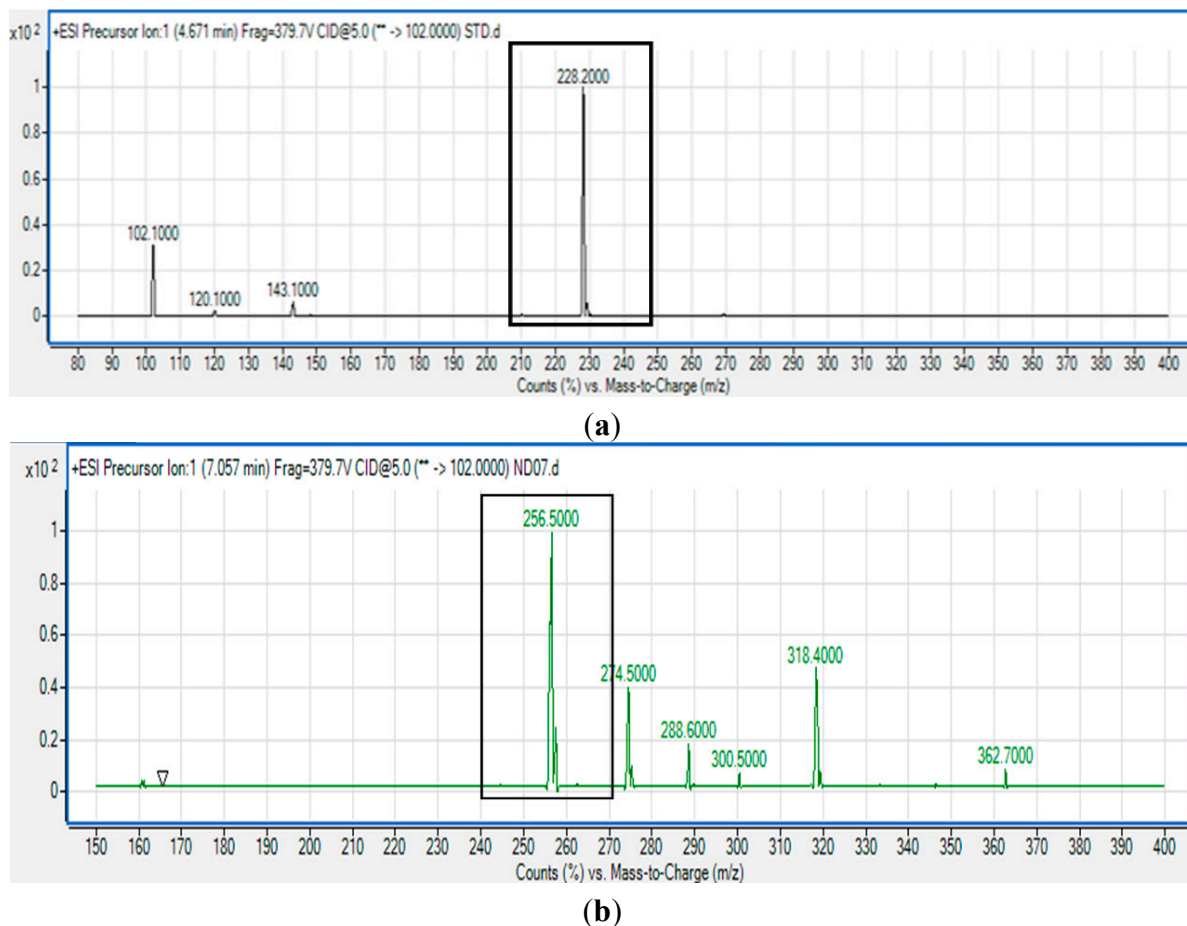 x10 2 +ESI Precursor Ion:1 (4.671 min) Frag=379.7V CID@5.0 (** -> 102.0000) STD.d
228.2000
1
0.8
0.6
0.4
102.1000
0.2
120.1000 143.1000
0
80 90 100 110 120 130 140 150 160 170 180 190 200 210 220 230 240 250 260 270 280 290 300 310 320 330 340 350 360 370 380 390 400
Counts (%) vs. Mass-to-Charge (m/z)
(a)
x10 2 +ESI Precursor Ion:1 (7.057 min) Frag=379.7V CID@5.0 (** -> 102.0000) ND07.d
256.5000
1
0.8
0.6
318.4000
274.5000
0.4
288.6000
0.2
300.5000 362.7000
0
150 160 170 180 190 200 210 220 230 240 250 260 270 280 290 300 310 320 330 340 350 360 370 380 390 400
Counts (%) vs. Mass-to-Charge (m/z)
(b)